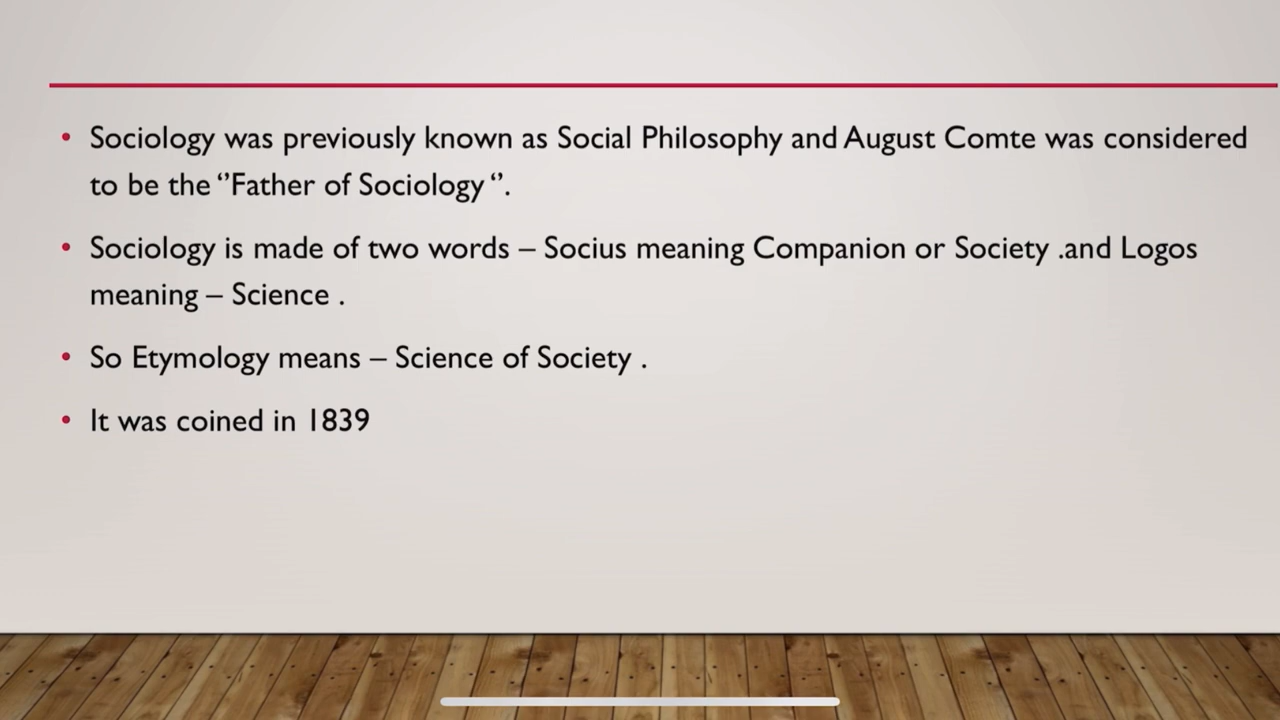 • Sociology was previously known as Social Philosophy and August Comte was considered
to be the ‘’Father of Sociology ‘’.
• Sociology is made of two words – Socius meaning Companion or Society .and Logos
meaning – Science .
• So Etymology means – Science of Society .
• It was coined in 1839